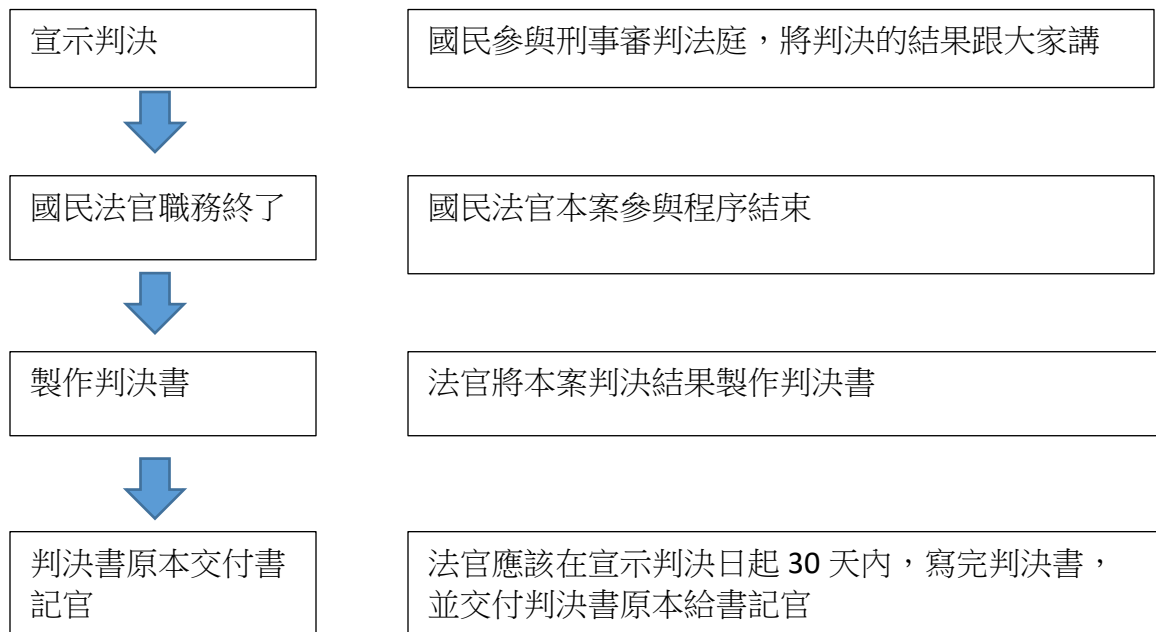 宣示判決
國民參與刑事審判法庭，將判決的結果跟大家講
國民法官職務終了
國民法官本案參與程序結束
製作判決書
法官將本案判決結果製作判決書
判決書原本交付書
記官
法官應該在宣示判決日起 30 天內，寫完判決書，
並交付判決書原本給書記官